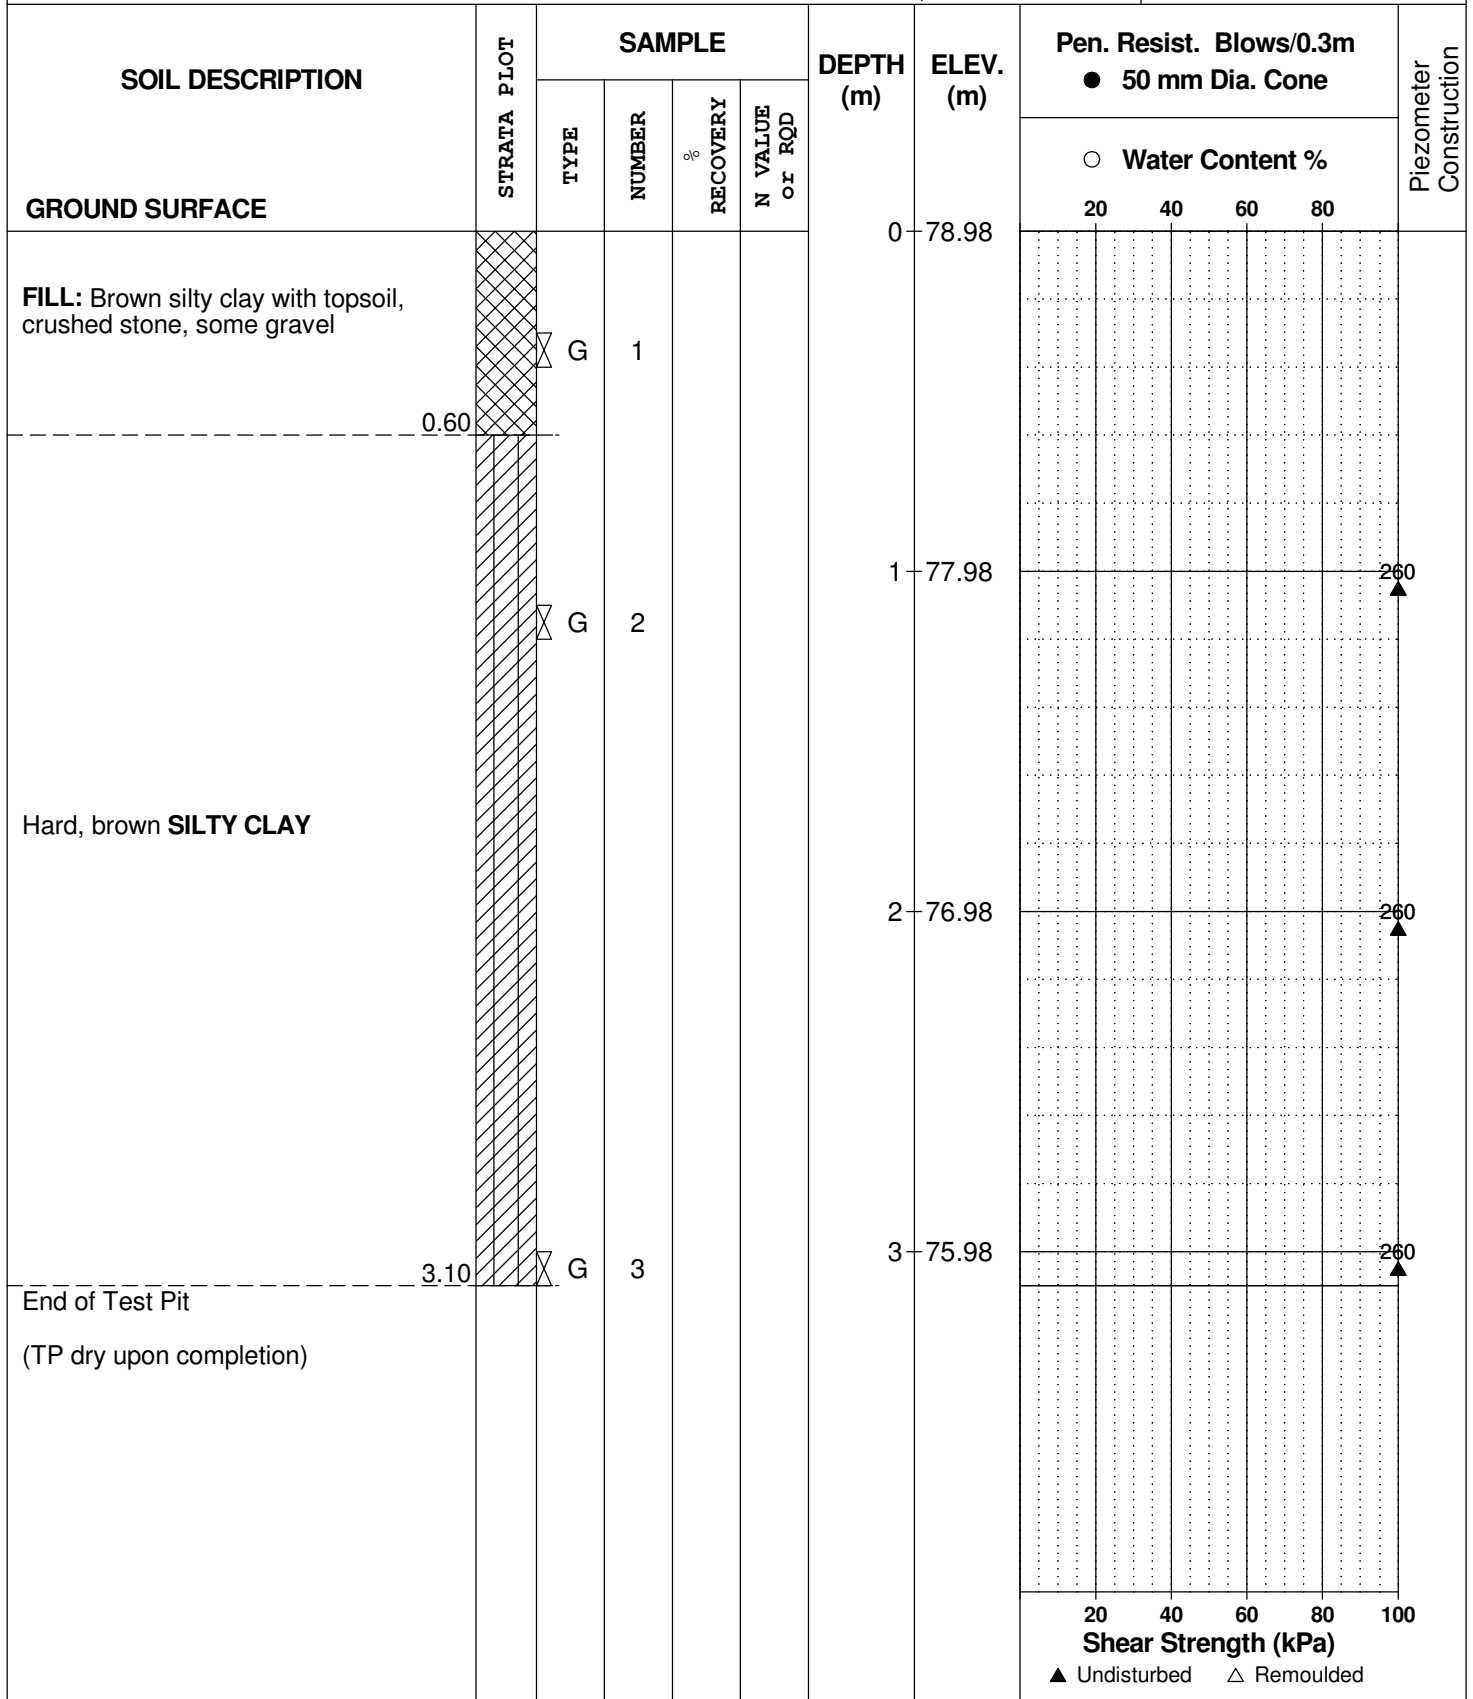 SOIL DESCRIPTION
GROUND SURFACE
STRATA PLOT
SAMPLE
TYPE
NUMBER
%
RECOVERY
N VALUE
or RQD
DEPTH
(m)
ELEV.
(m)
Pen. Resist. Blows/0.3m
● 50 mm Dia. Cone
○ Water Content %
20 40 60 80
Piezometer
Construction
0 78.98
FILL: Brown silty clay with topsoil,
crushed stone, some gravel
G 1
0.60
1 77.98 260
G 2
Hard, brown SILTY CLAY
2 76.98 260
3 75.98 260
3.10 G 3
End of Test Pit
(TP dry upon completion)
20 40 60 80 100
Shear Strength (kPa)
▲ Undisturbed △ Remoulded